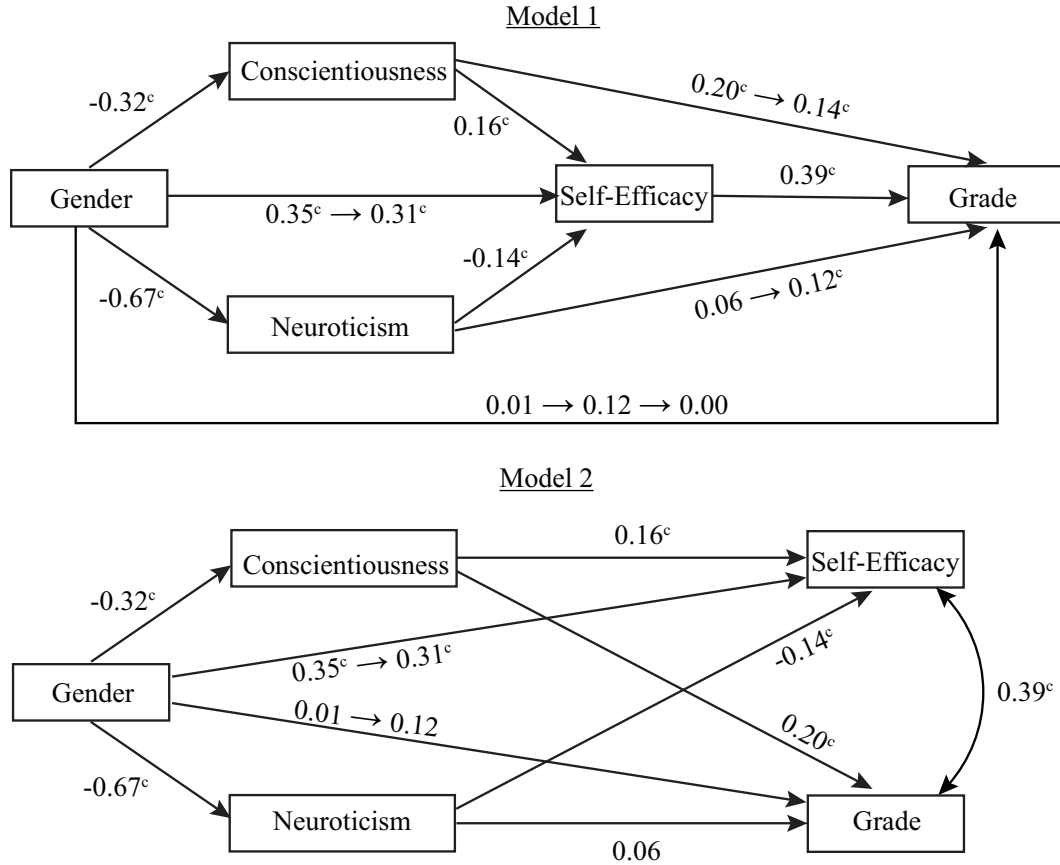 Model 1
Conscientiousness
-0.32ᶜ
0.20ᶜ → 0.14ᶜ
0.16ᶜ
Gender
0.35ᶜ → 0.31ᶜ
Self-Efficacy
0.39ᶜ
Grade
-0.67ᶜ
-0.14ᶜ
Neuroticism
0.06 → 0.12ᶜ
0.01 → 0.12 → 0.00
Model 2
Conscientiousness
0.16ᶜ
Self-Efficacy
-0.32ᶜ
0.35ᶜ → 0.31ᶜ
-0.14ᶜ
Gender
0.01 → 0.12
0.39ᶜ
0.20ᶜ
-0.67ᶜ
Neuroticism
0.06
Grade